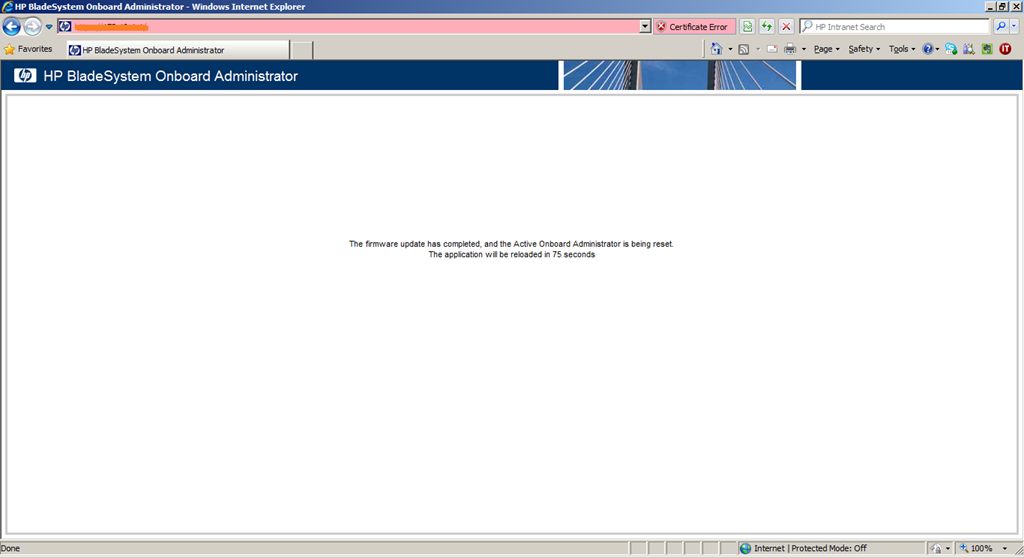 HP BladeSystem Onboard Administrator - Windows Internet Explorer
Certificate Error
HP Intranet Search
Favorites
HP BladeSystem Onboard Administrator
Page
Safety
Tools
IT
hp
HP BladeSystem Onboard Administrator
The firmware update has completed, and the Active Onboard Administrator is being reset.
The application will be reloaded in 75 seconds
Done
Internet | Protected Mode: Off
100%